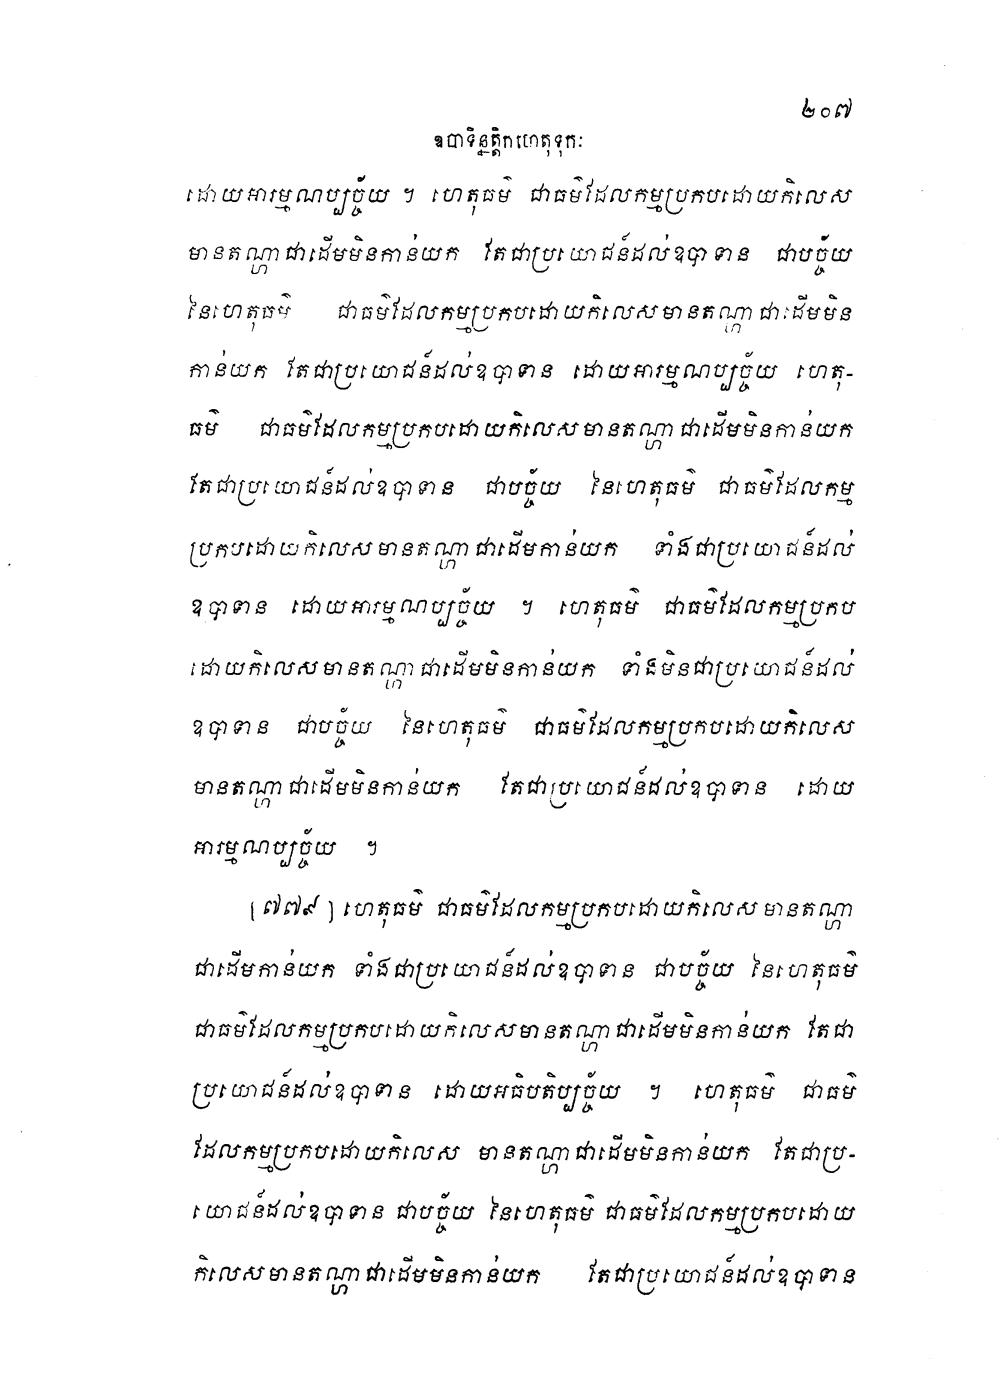 ២០៧
ឧបាទិន្នត្តិកហេតុទុកៈ
ដោយអារម្មណប្បច្ច័យ ។ ហេតុធម៌ ជាធម៌ដែលកម្មប្រកបដោយកិលេស
មានតណ្ហាជាដើមមិនកាន់យក តែជាប្រយោជន៍ដល់ឧបាទាន ជាបច្ច័យ
នៃហេតុធម៌ ជាធម៌ដែលកម្មប្រកបដោយកិលេសមានតណ្ហាជាដើមមិន
កាន់យក តែជាប្រយោជន៍ដល់ឧបាទាន ដោយអារម្មណប្បច្ច័យ ហេតុ-
ធម៌ ជាធម៌ដែលកម្មប្រកបដោយកិលេសមានតណ្ហាជាដើមមិនកាន់យក
តែជាប្រយោជន៍ដល់ឧបាទាន ជាបច្ច័យ នៃហេតុធម៌ ជាធម៌ដែលកម្ម
ប្រកបដោយកិលេសមានតណ្ហាជាដើមកាន់យក ទាំងជាប្រយោជន៍ដល់
ឧបាទាន ដោយអារម្មណប្បច្ច័យ ។ ហេតុធម៌ ជាធម៌ដែលកម្មប្រកប
ដោយកិលេសមានតណ្ហាជាដើមមិនកាន់យក ទាំងមិនជាប្រយោជន៍ដល់
ឧបាទាន ជាបច្ច័យ នៃហេតុធម៌ ជាធម៌ដែលកម្មប្រកបដោយកិលេស
មានតណ្ហាជាដើមមិនកាន់យក តែជាប្រយោជន៍ដល់ឧបាទាន ដោយ
អារម្មណប្បច្ច័យ ។
[៧៧៩] ហេតុធម៌ ជាធម៌ដែលកម្មប្រកបដោយកិលេសមានតណ្ហា
ជាដើមកាន់យក ទាំងជាប្រយោជន៍ដល់ឧបាទាន ជាបច្ច័យ នៃហេតុធម៌
ជាធម៌ដែលកម្មប្រកបដោយកិលេសមានតណ្ហាជាដើមមិនកាន់យក តែជា
ប្រយោជន៍ដល់ឧបាទាន ដោយអធិបតិប្បច្ច័យ ។ ហេតុធម៌ ជាធម៌
ដែលកម្មប្រកបដោយកិលេស មានតណ្ហាជាដើមមិនកាន់យក តែជាប្រ-
យោជន៍ដល់ឧបាទាន ជាបច្ច័យ នៃហេតុធម៌ ជាធម៌ដែលកម្មប្រកបដោយ
កិលេសមានតណ្ហាជាដើមមិនកាន់យក តែជាប្រយោជន៍ដល់ឧបាទាន